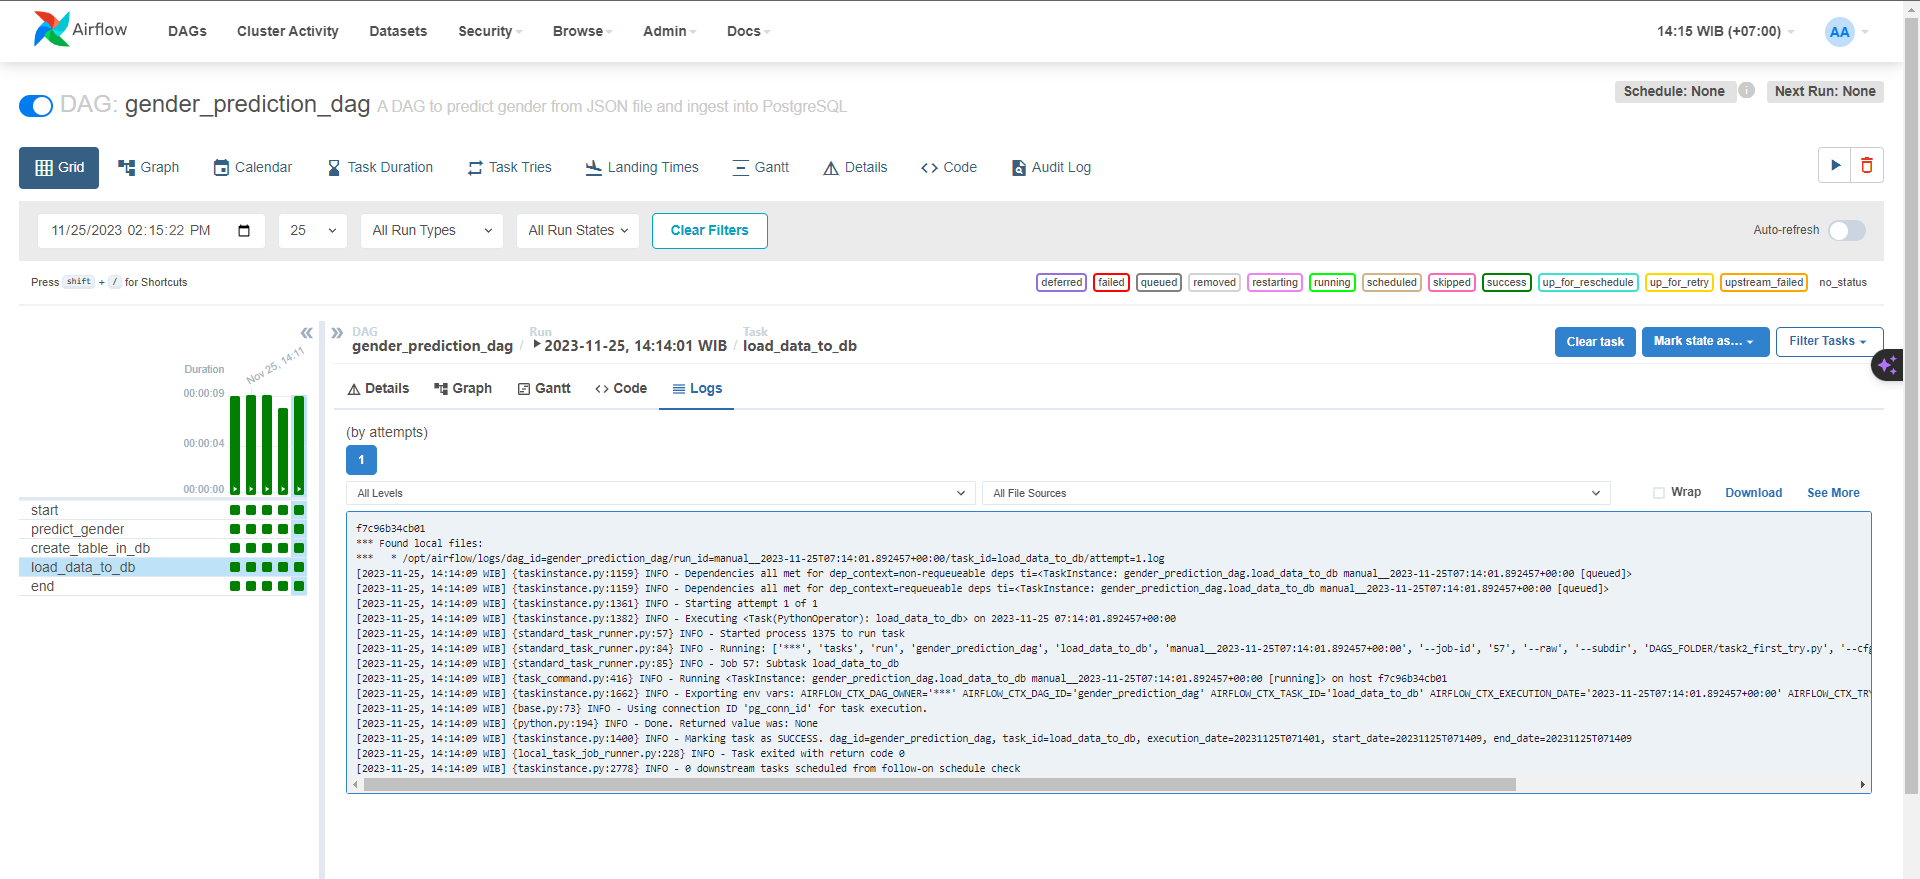 Airflow DAGs Cluster Activity Datasets Security Browse Admin Docs 14:15 WIB (+07:00) AA
DAG: gender_prediction_dag A DAG to predict gender from JSON file and ingest into PostgreSQL
Schedule: None i Next Run: None
Grid Graph Calendar Task Duration Task Tries Landing Times Gantt Details Code Audit Log
11/25/2023 02:15:22 PM 25 All Run Types All Run States Clear Filters Auto-refresh
Press shift + / for Shortcuts
deferred failed queued removed restarting running scheduled skipped success up_for_reschedule up_for_retry upstream_failed no_status
DAG Run Task
gender_prediction_dag / 2023-11-25, 14:14:01 WIB / load_data_to_db
Clear task Mark state as... Filter Tasks
Nov 25, 14:11
Duration
00:00:09
00:00:04
00:00:00
start
predict_gender
create_table_in_db
load_data_to_db
end
Details Graph Gantt Code Logs
(by attempts)
1
All Levels All File Sources Wrap Download See More
f7c96b34cb01
*** Found local files:
***   * /opt/airflow/logs/dag_id=gender_prediction_dag/run_id=manual__2023-11-25T07:14:01.892457+00:00/task_id=load_data_to_db/attempt=1.log
[2023-11-25, 14:14:09 WIB] {taskinstance.py:1159} INFO - Dependencies all met for dep_context=non-requeueable deps ti=<TaskInstance: gender_prediction_dag.load_data_to_db manual__2023-11-25T07:14:01.892457+00:00 [queued]>
[2023-11-25, 14:14:09 WIB] {taskinstance.py:1159} INFO - Dependencies all met for dep_context=requeueable deps ti=<TaskInstance: gender_prediction_dag.load_data_to_db manual__2023-11-25T07:14:01.892457+00:00 [queued]>
[2023-11-25, 14:14:09 WIB] {taskinstance.py:1361} INFO - Starting attempt 1 of 1
[2023-11-25, 14:14:09 WIB] {taskinstance.py:1382} INFO - Executing <Task(PythonOperator): load_data_to_db> on 2023-11-25 07:14:01.892457+00:00
[2023-11-25, 14:14:09 WIB] {standard_task_runner.py:57} INFO - Started process 1375 to run task
[2023-11-25, 14:14:09 WIB] {standard_task_runner.py:84} INFO - Running: ['***', 'tasks', 'run', 'gender_prediction_dag', 'load_data_to_db', 'manual__2023-11-25T07:14:01.892457+00:00', '--job-id', '57', '--raw', '--subdir', 'DAGS_FOLDER/task2_first_try.py', '--cfg
[2023-11-25, 14:14:09 WIB] {standard_task_runner.py:85} INFO - Job 57: Subtask load_data_to_db
[2023-11-25, 14:14:09 WIB] {task_command.py:416} INFO - Running <TaskInstance: gender_prediction_dag.load_data_to_db manual__2023-11-25T07:14:01.892457+00:00 [running]> on host f7c96b34cb01
[2023-11-25, 14:14:09 WIB] {taskinstance.py:1662} INFO - Exporting env vars: AIRFLOW_CTX_DAG_OWNER='***' AIRFLOW_CTX_DAG_ID='gender_prediction_dag' AIRFLOW_CTX_TASK_ID='load_data_to_db' AIRFLOW_CTX_EXECUTION_DATE='2023-11-25T07:14:01.892457+00:00' AIRFLOW_CTX_TRY
[2023-11-25, 14:14:09 WIB] {base.py:73} INFO - Using connection ID 'pg_conn_id' for task execution.
[2023-11-25, 14:14:09 WIB] {python.py:194} INFO - Done. Returned value was: None
[2023-11-25, 14:14:09 WIB] {taskinstance.py:1400} INFO - Marking task as SUCCESS. dag_id=gender_prediction_dag, task_id=load_data_to_db, execution_date=20231125T071401, start_date=20231125T071409, end_date=20231125T071409
[2023-11-25, 14:14:09 WIB] {local_task_job_runner.py:228} INFO - Task exited with return code 0
[2023-11-25, 14:14:09 WIB] {taskinstance.py:2778} INFO - 0 downstream tasks scheduled from follow-on schedule check